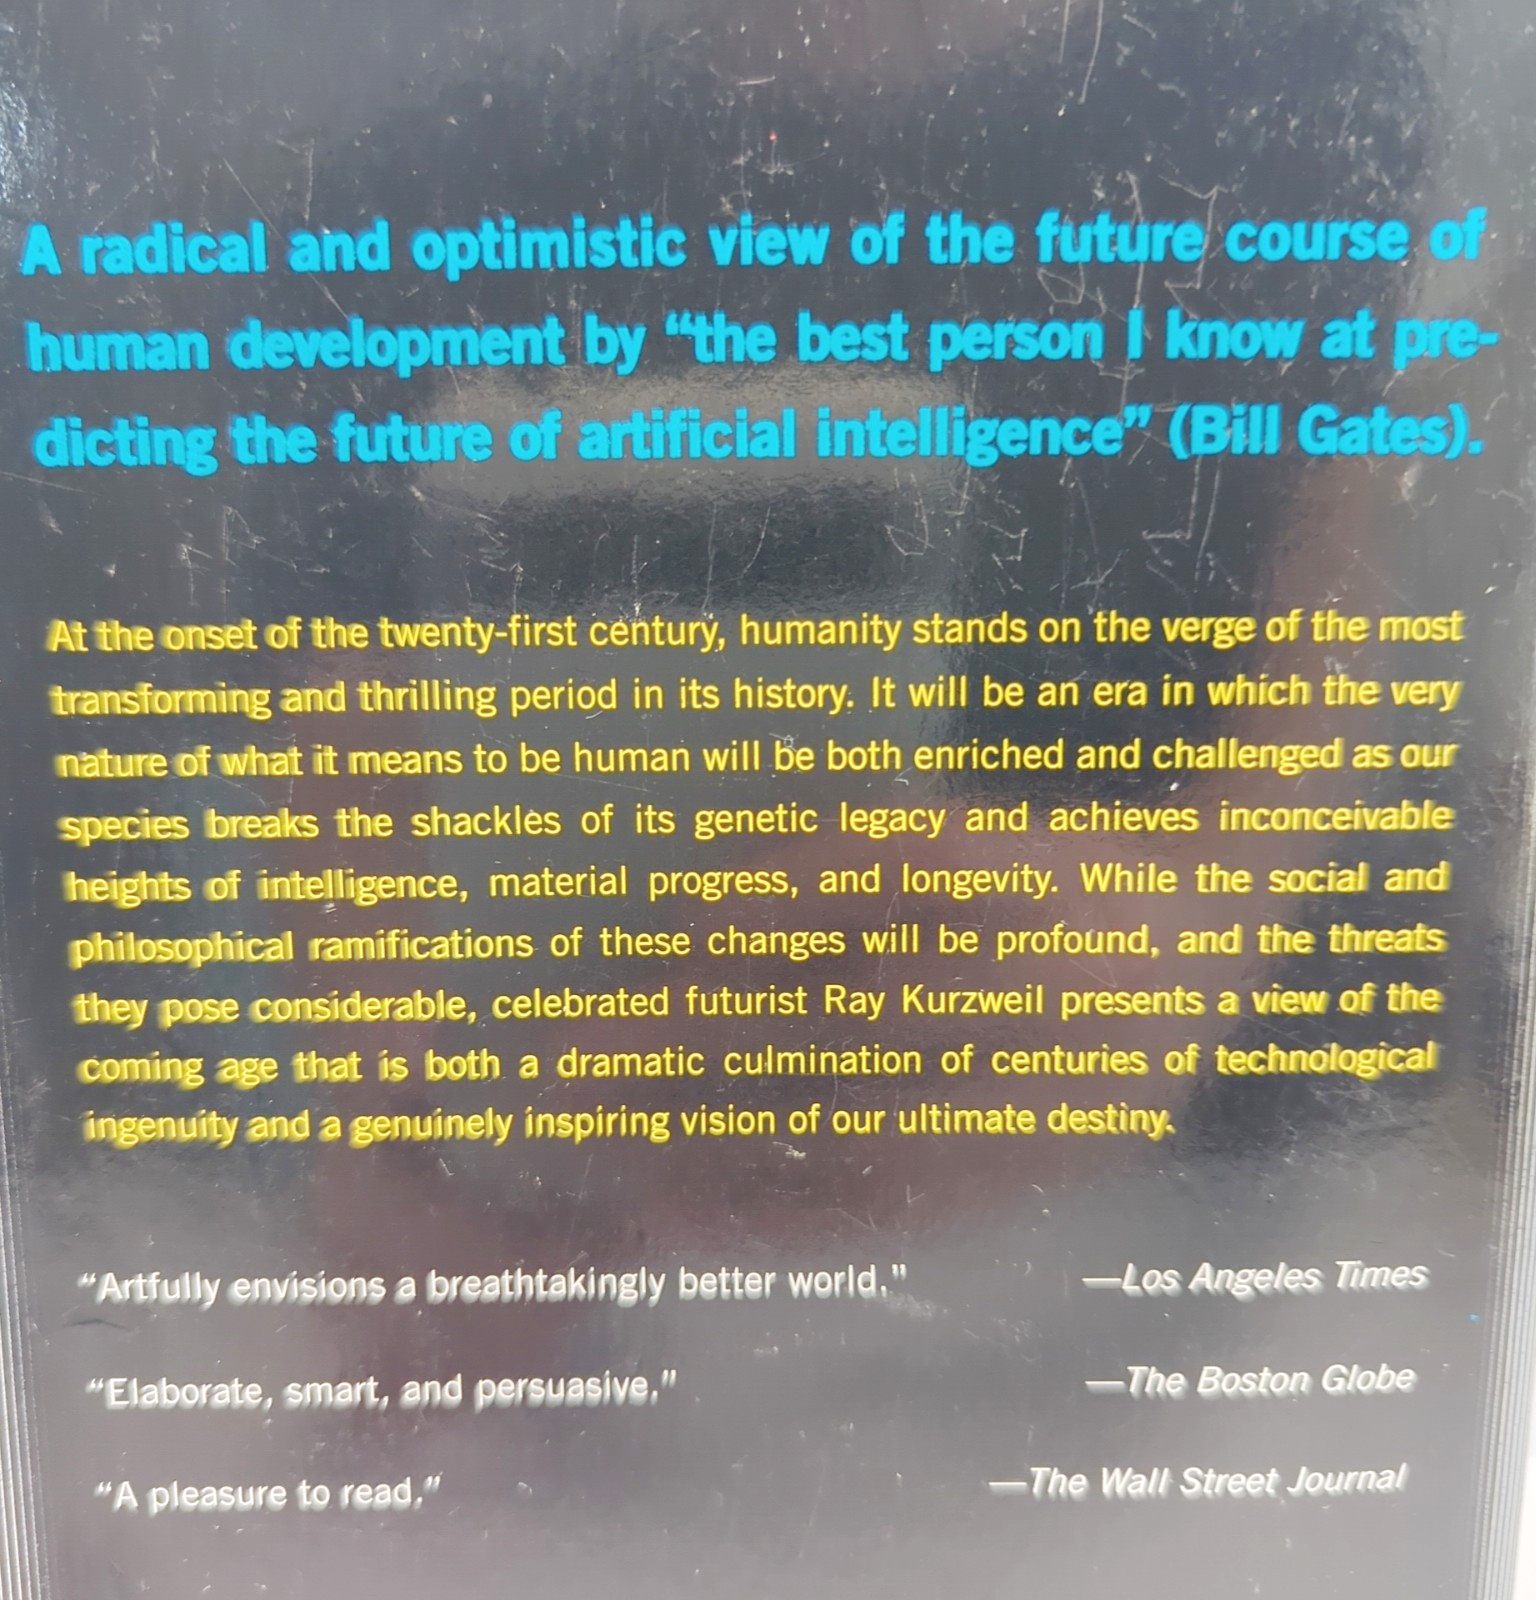 A radical and optimistic view of the future course of
human development by “the best person I know at pre-
dicting the future of artificial intelligence” (Bill Gates).
At the onset of the twenty-first century, humanity stands on the verge of the most
transforming and thrilling period in its history. It will be an era in which the very
nature of what it means to be human will be both enriched and challenged as our
species breaks the shackles of its genetic legacy and achieves inconceivable
heights of intelligence, material progress, and longevity. While the social and
philosophical ramifications of these changes will be profound, and the threats
they pose considerable, celebrated futurist Ray Kurzweil presents a view of the
coming age that is both a dramatic culmination of centuries of technological
ingenuity and a genuinely inspiring vision of our ultimate destiny.
“Artfully envisions a breathtakingly better world.” —Los Angeles Times
“Elaborate, smart, and persuasive.” —The Boston Globe
“A pleasure to read.” —The Wall Street Journal